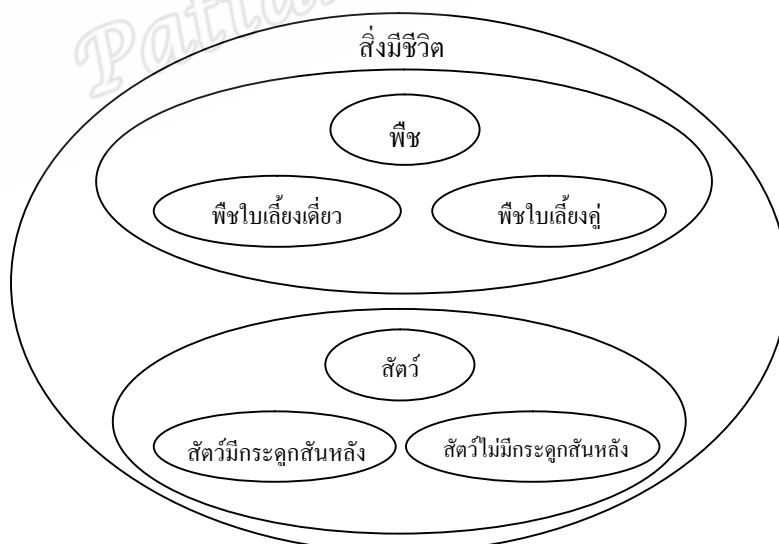 สิ่งมีชีวิต
พืช
พืชใบเลี้ยงเดี่ยว พืชใบเลี้ยงคู่
สัตว์
สัตว์มีกระดูกสันหลัง สัตว์ไม่มีกระดูกสันหลัง